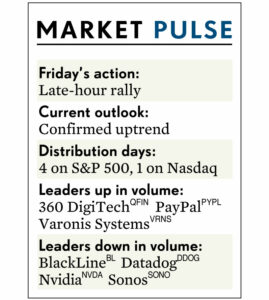 MARKET PULSE
Friday's action:
Late-hour rally
Current outlook:
Confirmed uptrend
Distribution days:
4 on S&P 500, 1 on Nasdaq
Leaders up in volume:
360 DigiTech QFIN PayPal PYPL
Varonis Systems VRNS
Leaders down in volume:
BlackLine BL Datadog DDOG
Nvidia NVDA Sonos SONO